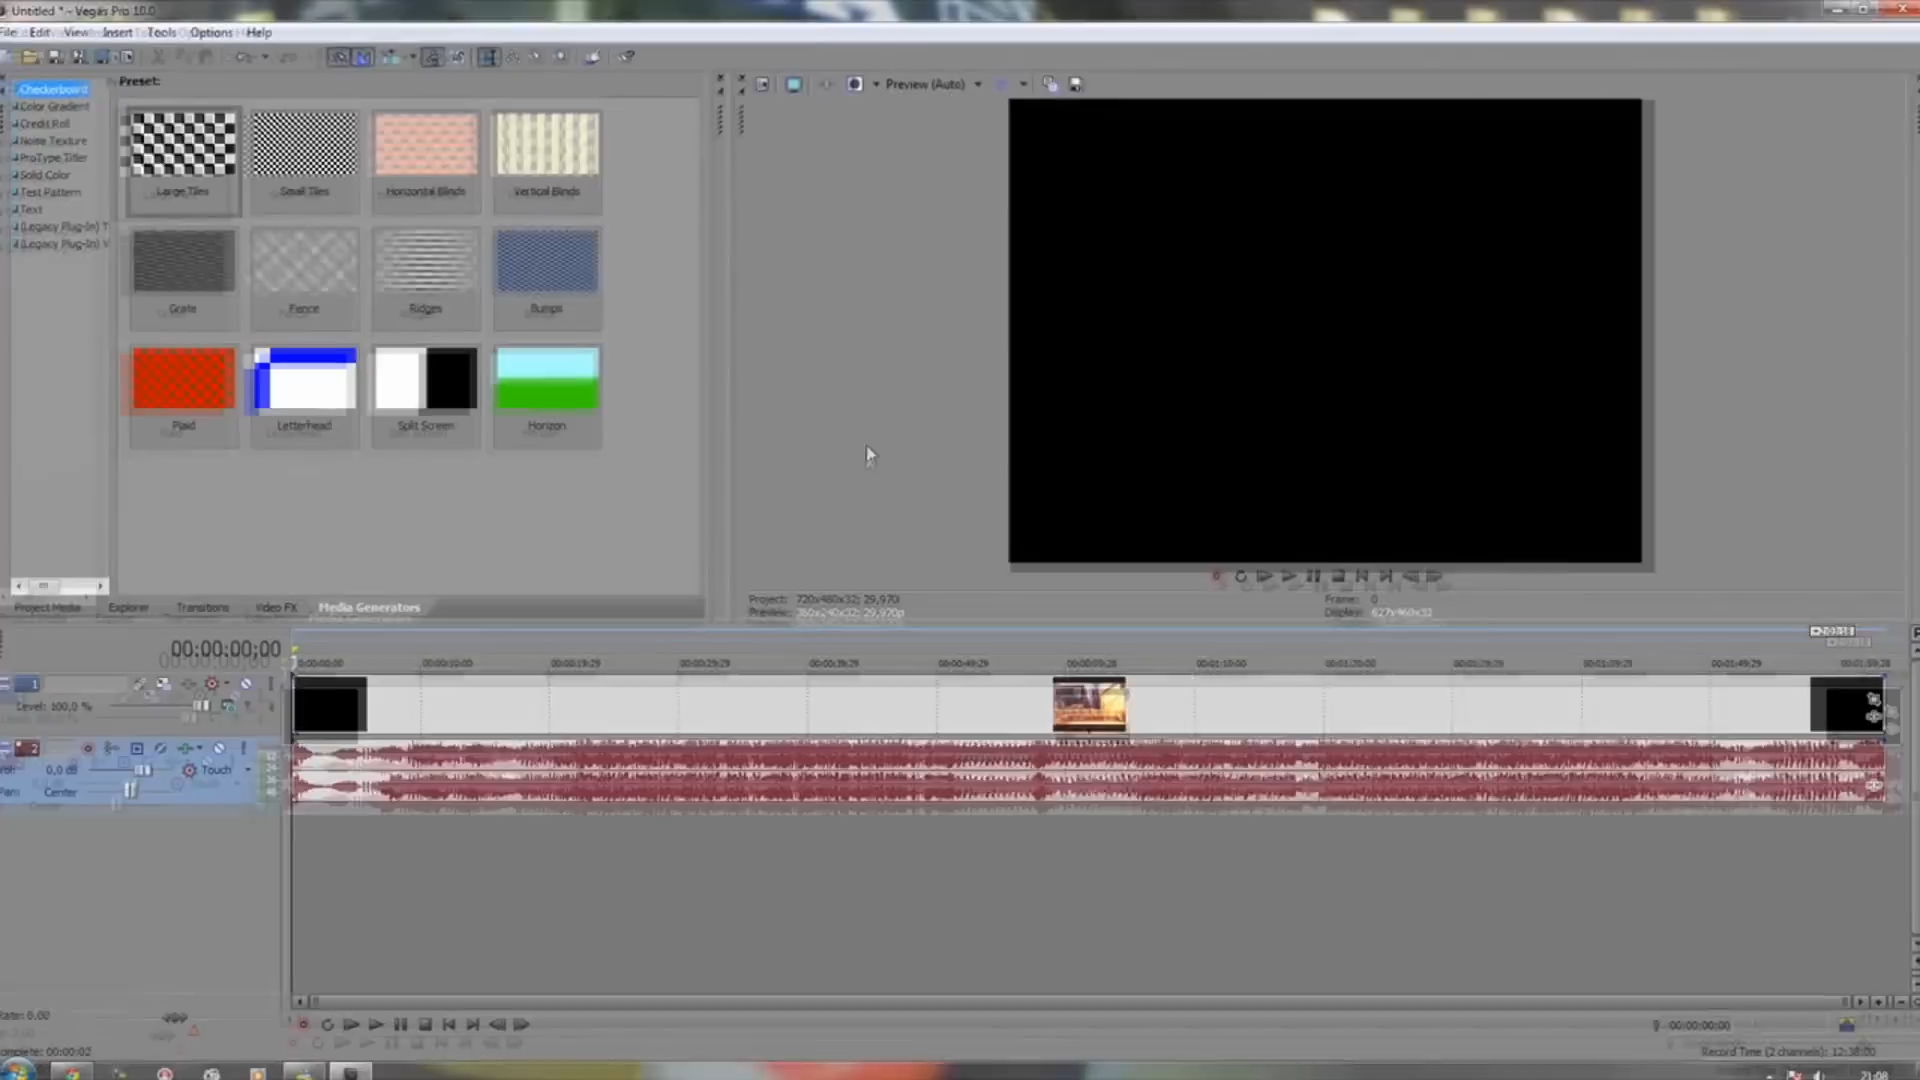 Untitled * - Vegas Pro 10.0
File Edit View Insert Tools Options Help
Preset:
Preview (Auto)
Checkerboard
Color Gradient
Credit Roll
Noise Texture
ProType Titler
Solid Color
Test Pattern
Text
(Legacy Plug-In) T
(Legacy Plug-In) V
Large Tiles
Small Tiles
Horizontal Blinds
Vertical Blinds
Grate
Fence
Ridges
Bumps
Plaid
Letterhead
Split Screen
Horizon
Project Media Explorer Transitions Video FX Media Generators
Project: 720x480x32; 29,970i
Preview: 360x240x32; 29,970p
Frame: 0
Display: 627x460x32
00:00:00;00
00:00:00;00 00:00:10;00 00:00:19;29 00:00:29;29 00:00:39;29 00:00:49;29 00:00:59;28 00:01:10;00 00:01:20;00 00:01:29;29 00:01:39;29 00:01:49;29 00:01:59;28
1
Level: 100,0 %
2
0,0 dB
Touch
Pan: Center
Rate: 0,00
omplete: 00:00:02
00:00:00;00
Record Time (2 channels): 12:38:00
21:08